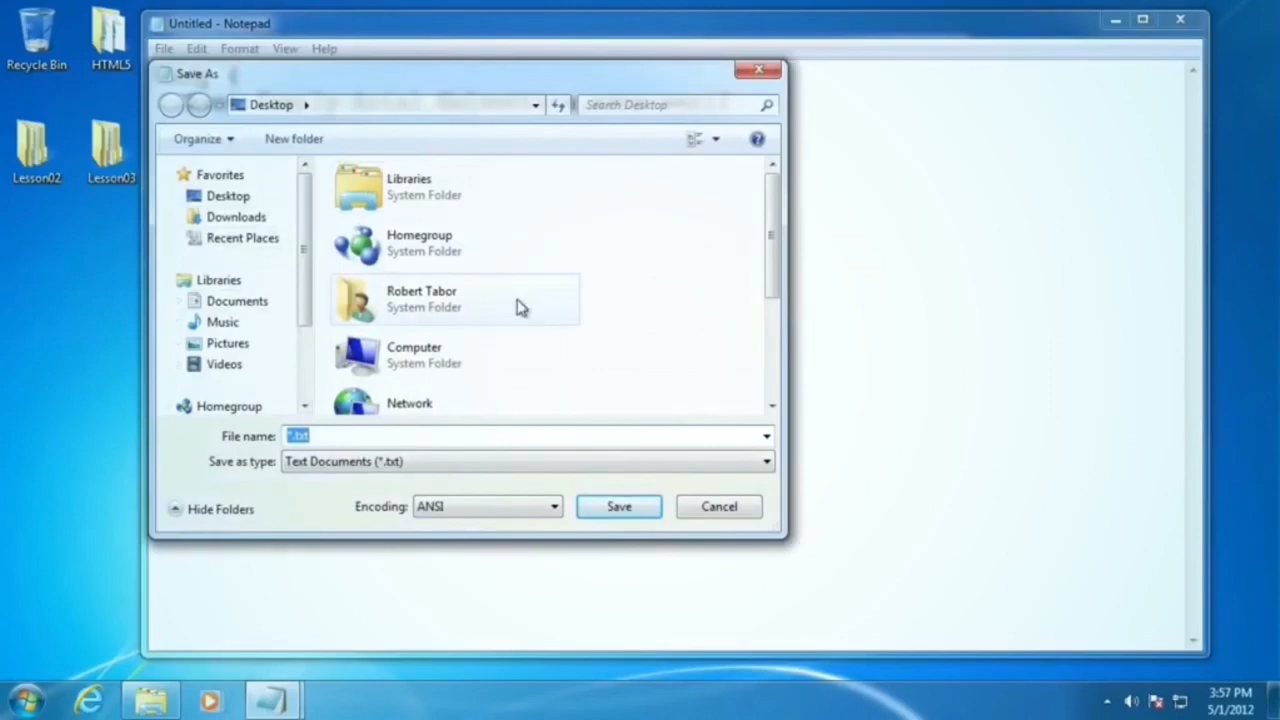 Untitled - Notepad
Recycle Bin
HTML5
File Edit Format View Help
Save As
Desktop
Search Desktop
Organize
New folder
Lesson02
Lesson03
Favorites
Desktop
Downloads
Recent Places
Libraries
Documents
Music
Pictures
Videos
Homegroup
Libraries
System Folder
Homegroup
System Folder
Robert Tabor
System Folder
Computer
System Folder
Network
File name: *.txt
Save as type: Text Documents (*.txt)
Hide Folders
Encoding: ANSI
Save
Cancel
3:57 PM
5/1/2012